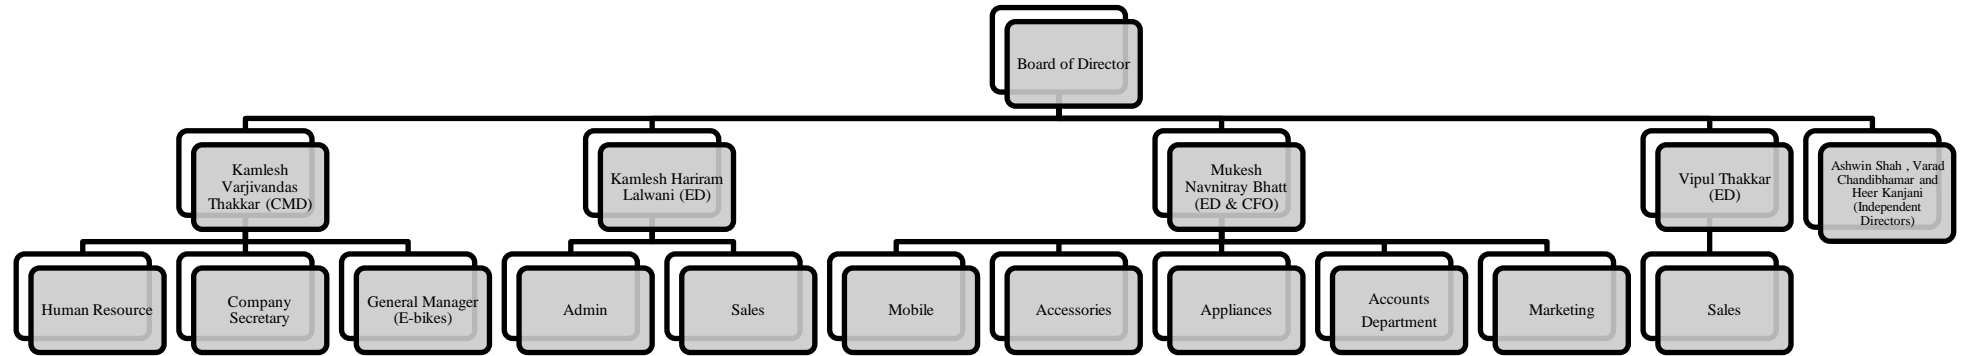 Board of Director
Kamlesh
Varjivandas
Thakkar (CMD)
Kamlesh Hariram
Lalwani (ED)
Mukesh
Navnitray Bhatt
(ED & CFO)
Vipul Thakkar
(ED)
Ashwin Shah , Varad
Chandibhamar and
Heer Kanjani
(Independent
Directors)
Human Resource
Company
Secretary
General Manager
(E-bikes)
Admin
Sales
Mobile
Accessories
Appliances
Accounts
Department
Marketing
Sales